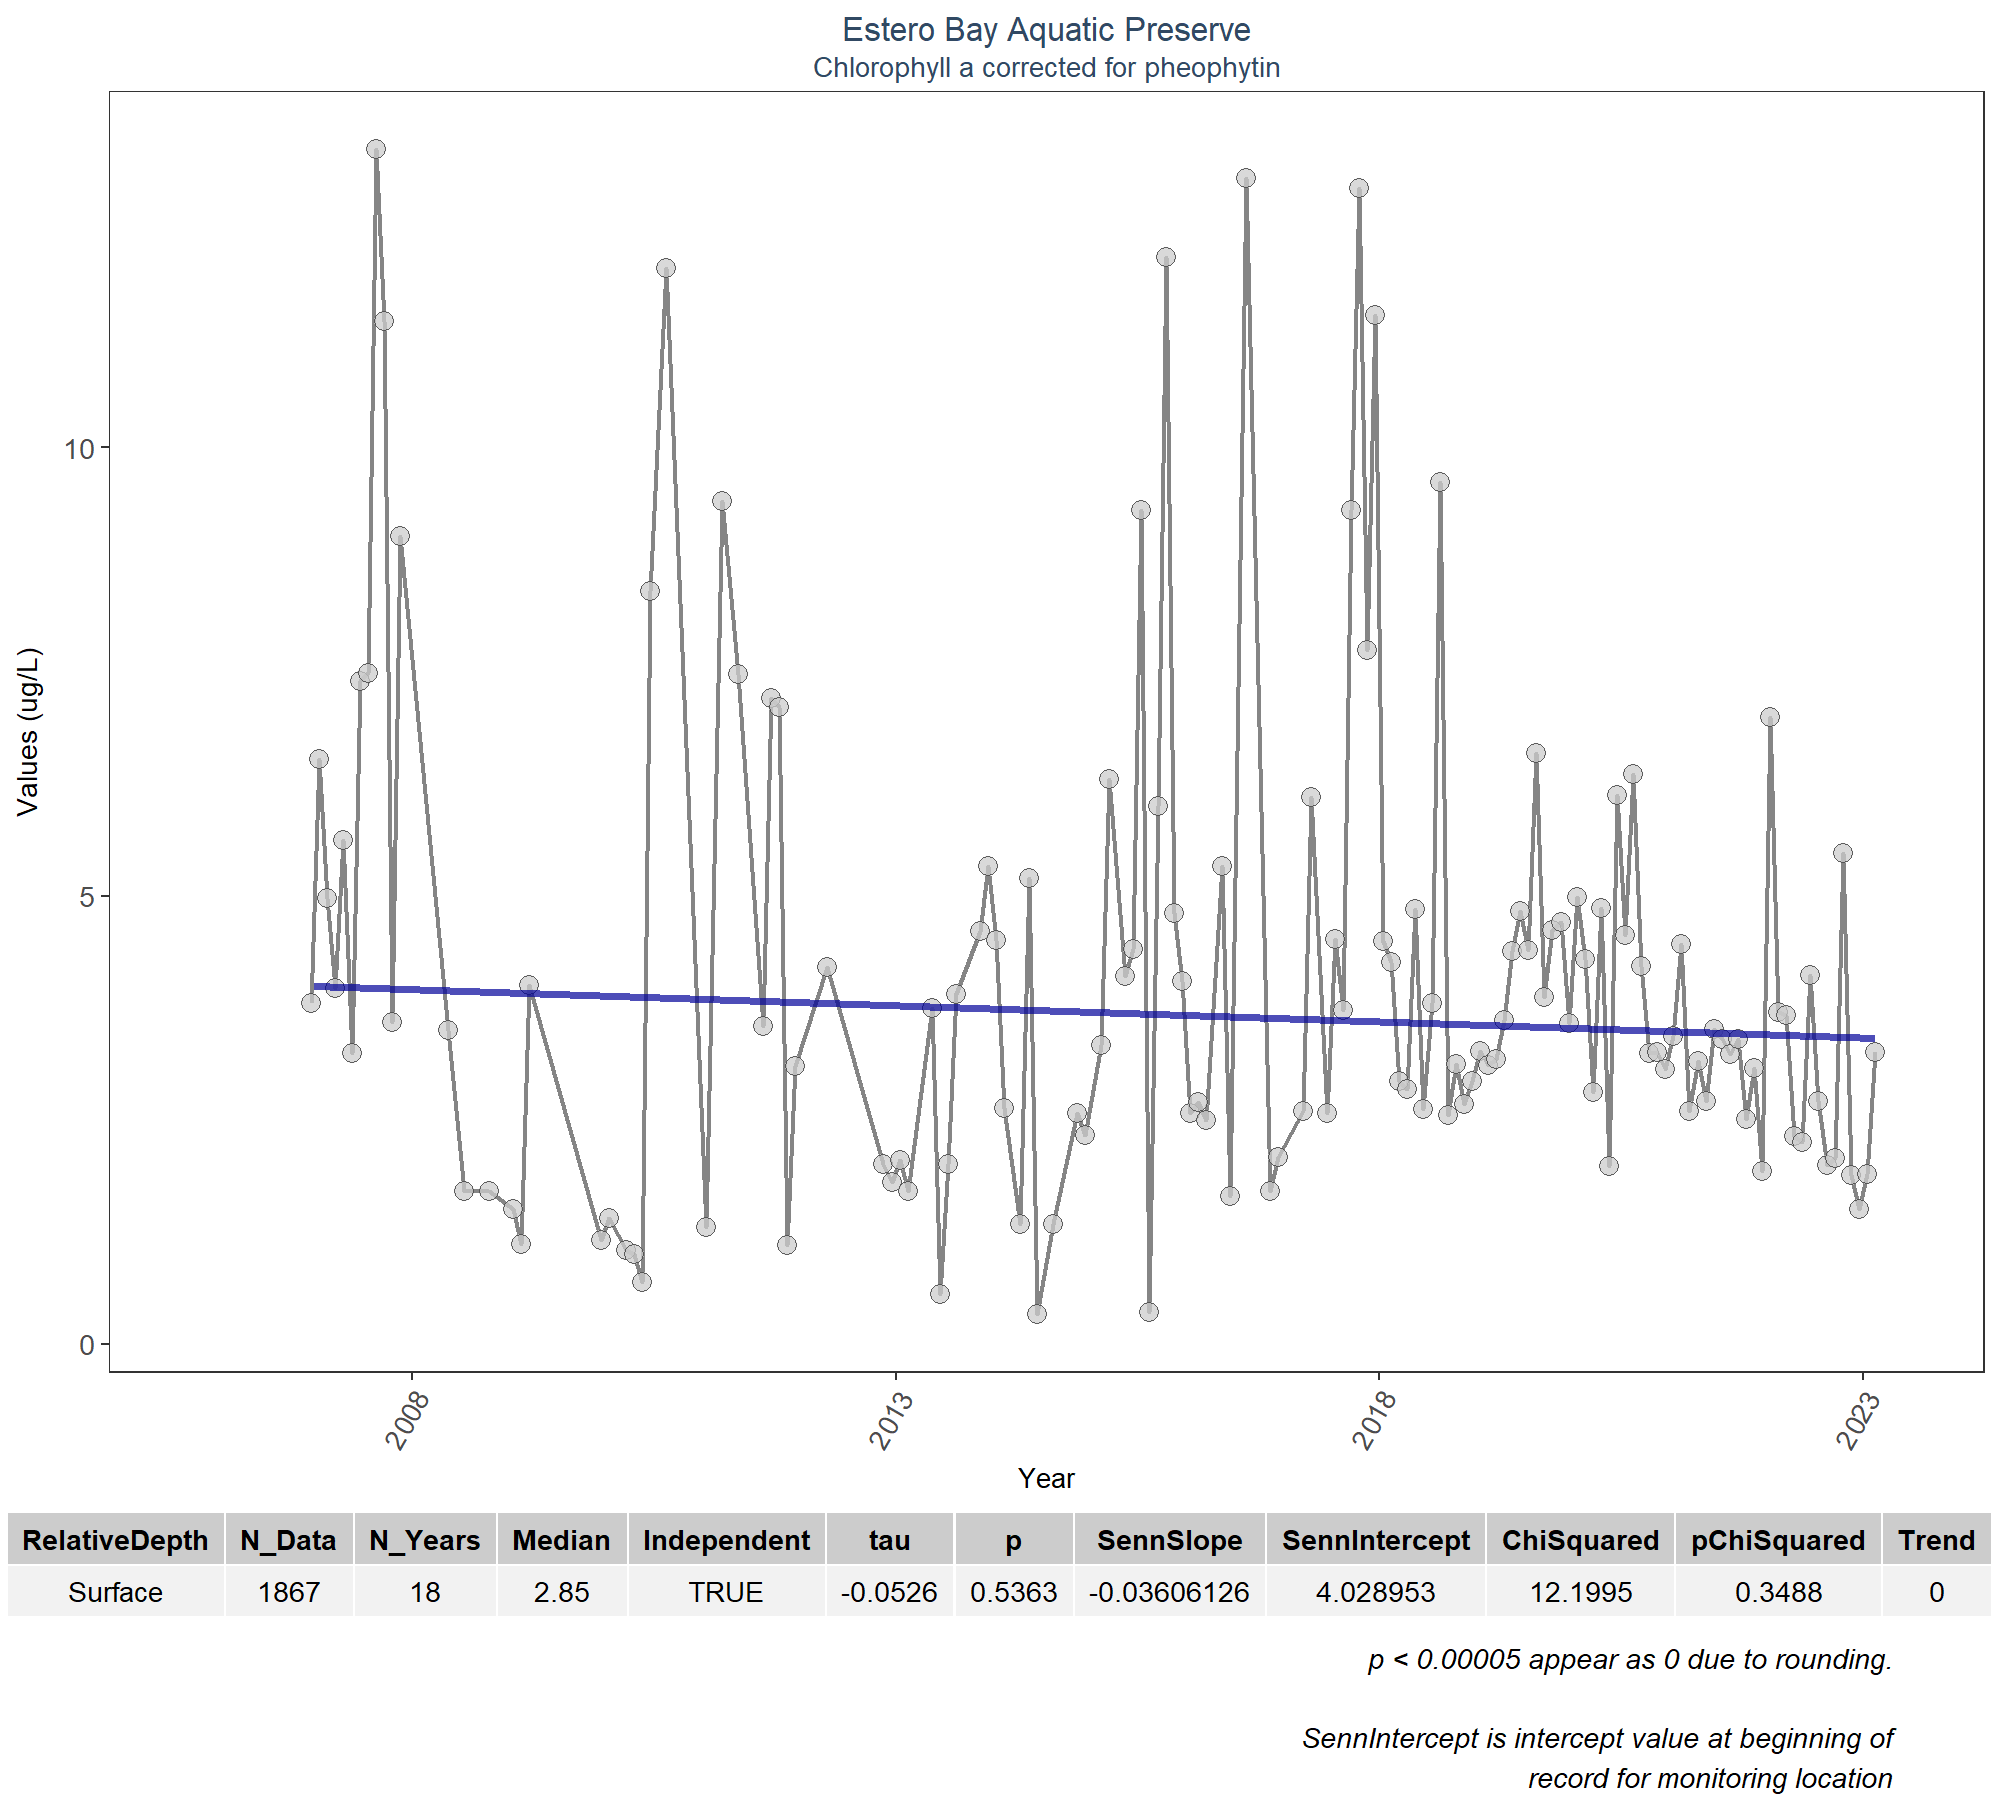 Estero Bay Aquatic Preserve
Chlorophyll a corrected for pheophytin
Values (ug/L)
10
5
0
2008 2013 2018 2023
Year
RelativeDepth N_Data N_Years Median Independent tau p SennSlope SennIntercept ChiSquared pChiSquared Trend
Surface 1867 18 2.85 TRUE -0.0526 0.5363 -0.03606126 4.028953 12.1995 0.3488 0
p < 0.00005 appear as 0 due to rounding.
SennIntercept is intercept value at beginning of
record for monitoring location